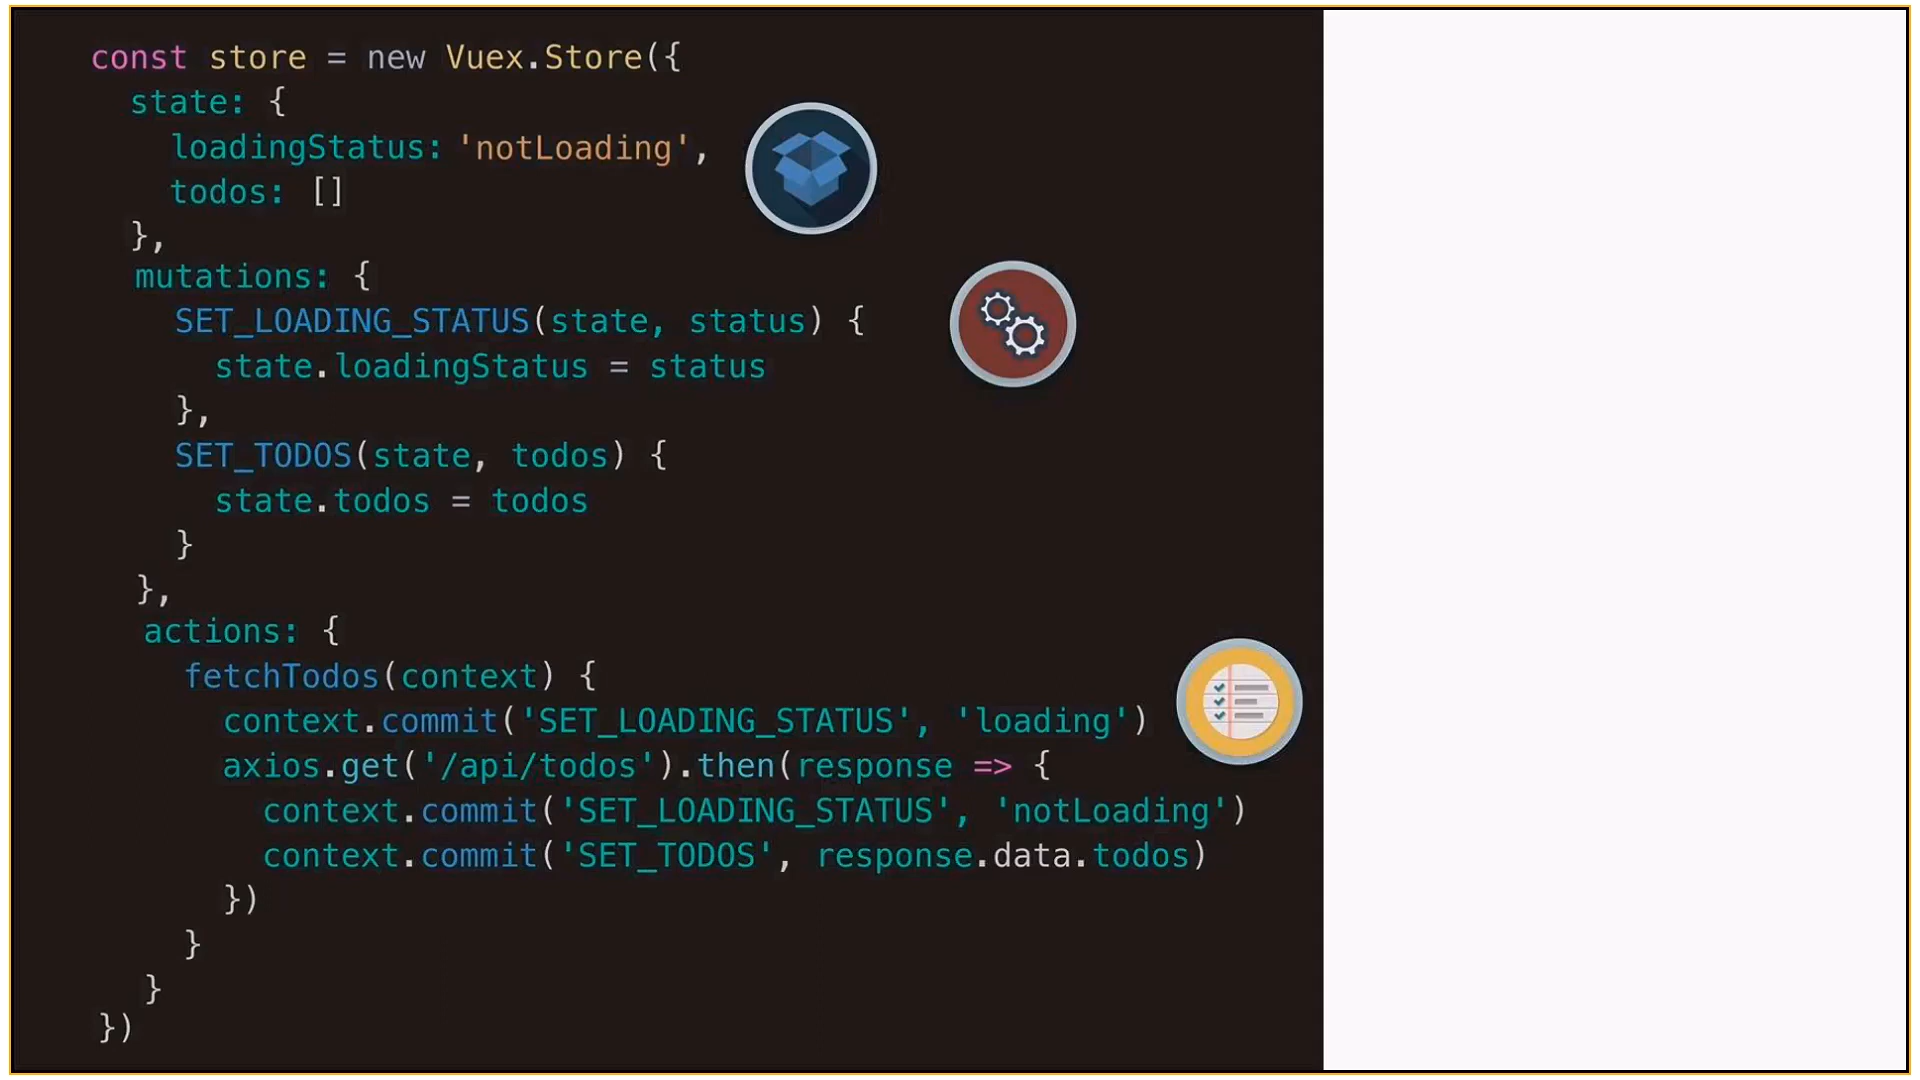 const store = new Vuex.Store({
state: {
loadingStatus: 'notLoading',
todos: []
},
mutations: {
SET_LOADING_STATUS(state, status) {
state.loadingStatus = status
},
SET_TODOS(state, todos) {
state.todos = todos
}
},
actions: {
fetchTodos(context) {
context.commit('SET_LOADING_STATUS', 'loading')
axios.get('/api/todos').then(response => {
context.commit('SET_LOADING_STATUS', 'notLoading')
context.commit('SET_TODOS', response.data.todos)
})
}
}
})